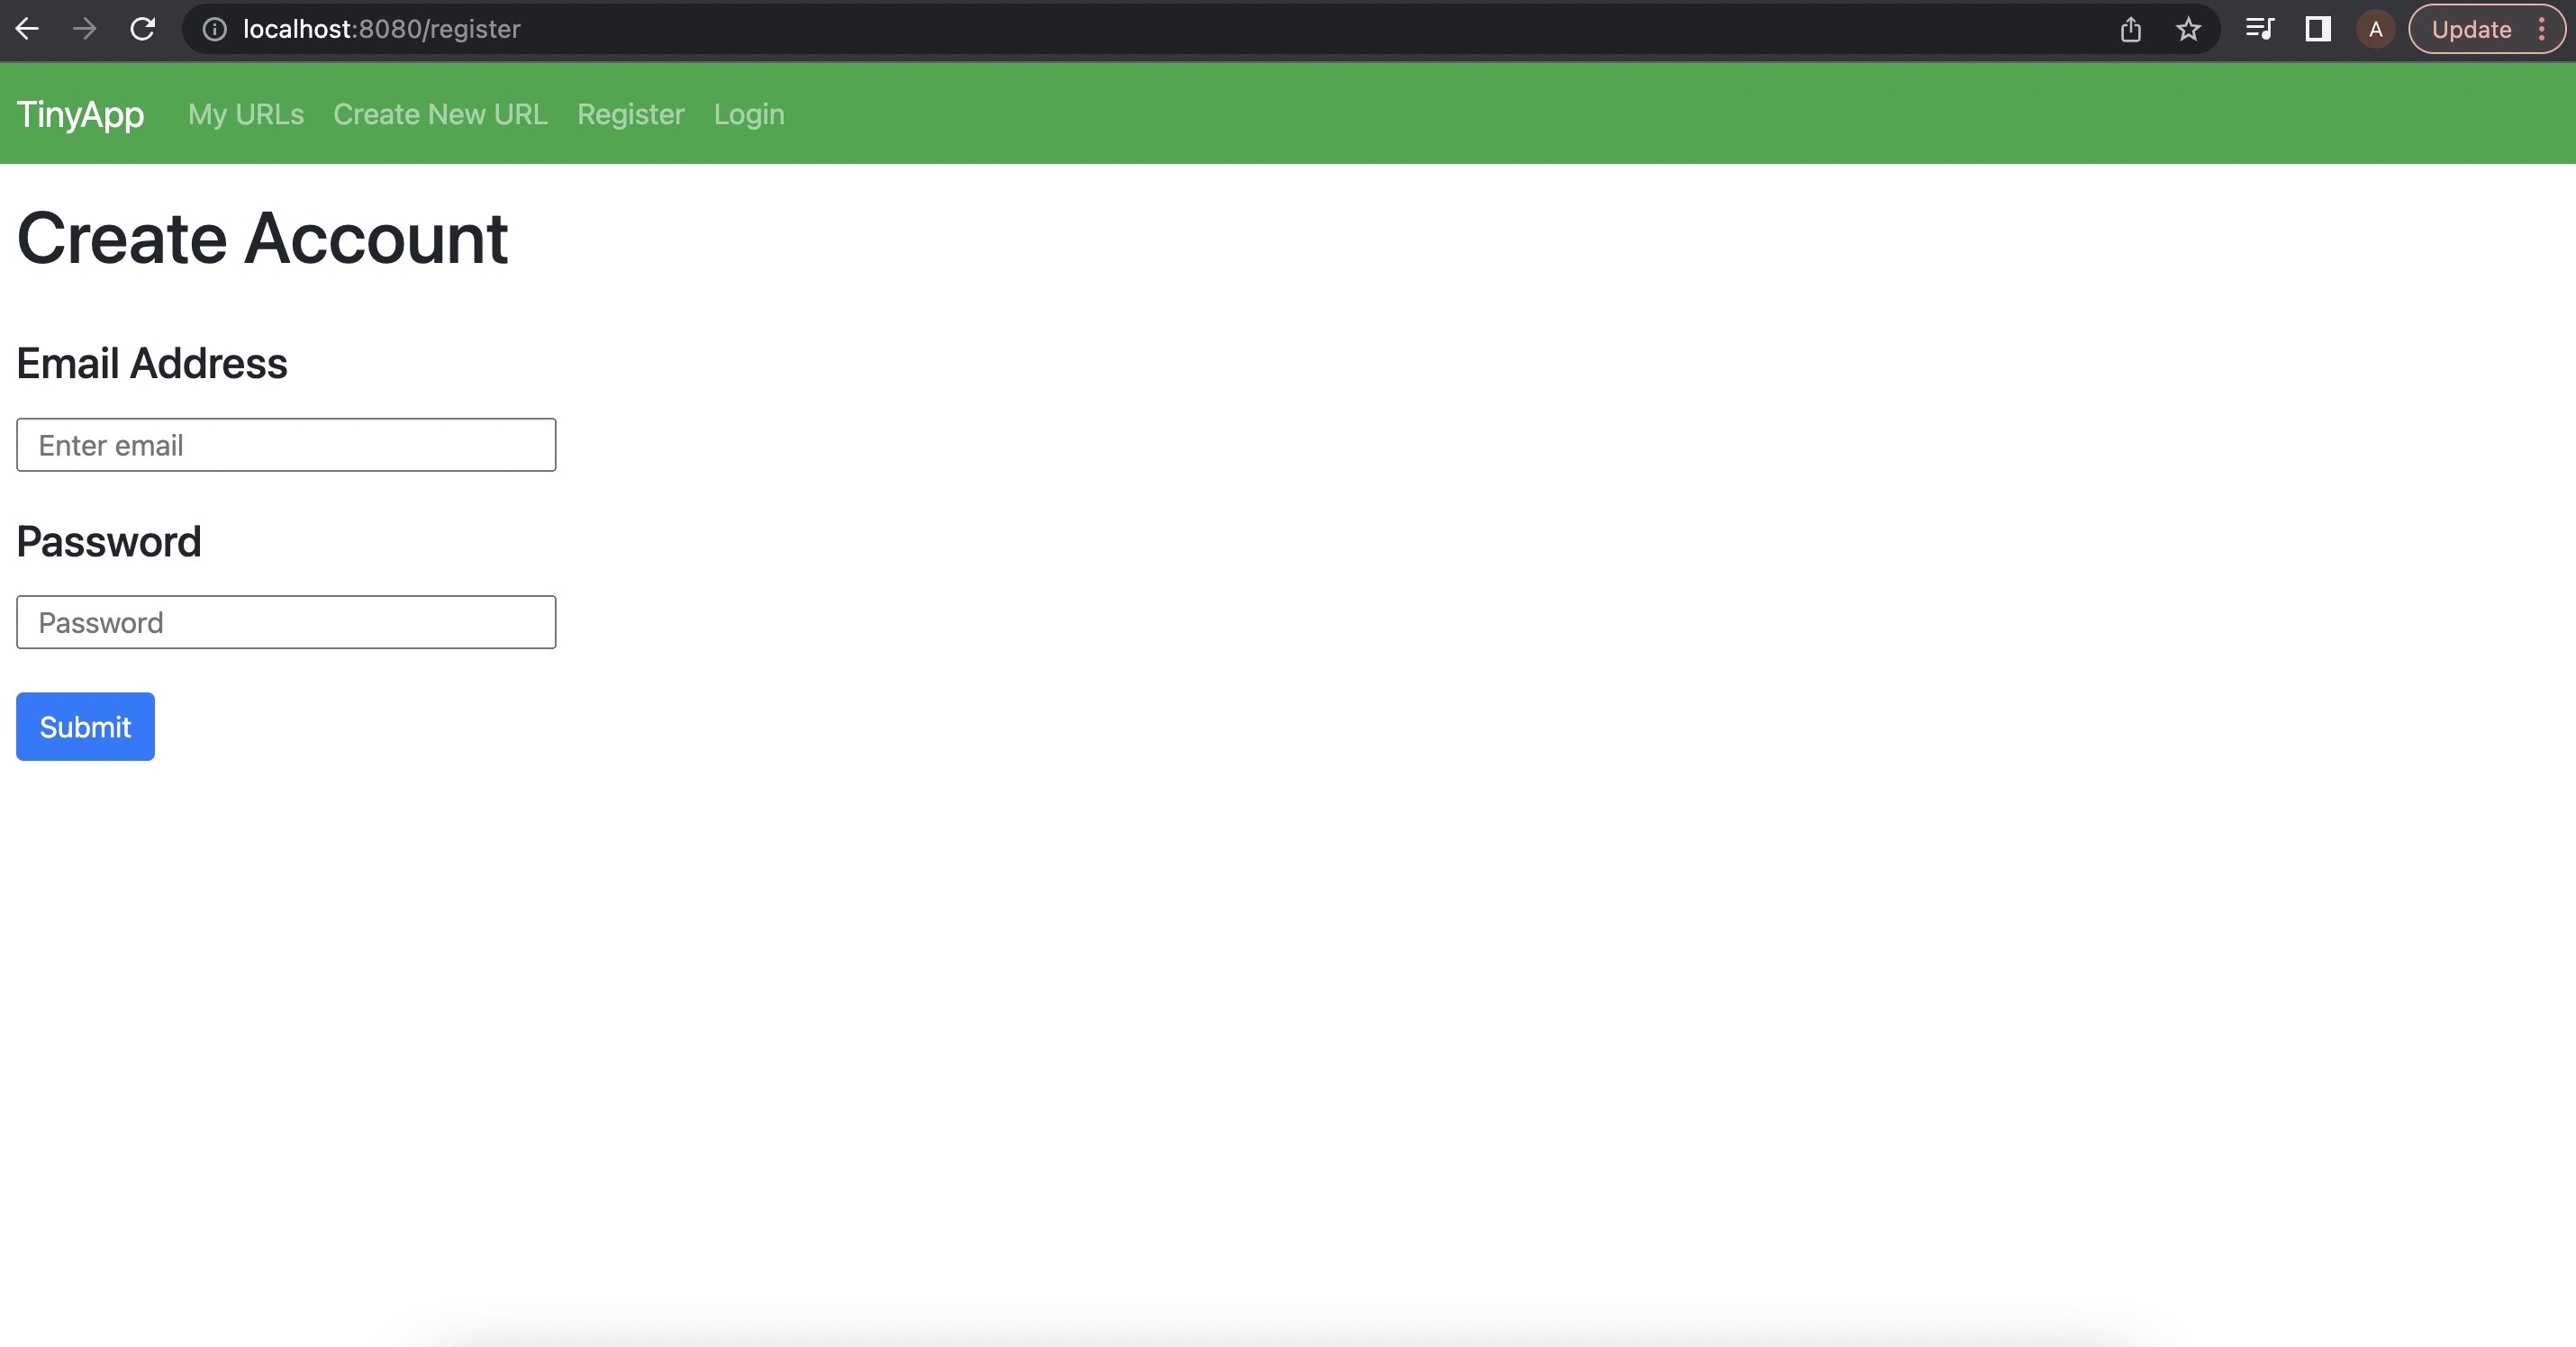 localhost:8080/register
A
Update
TinyApp My URLs Create New URL Register Login
Create Account
Email Address
Enter email
Password
Password
Submit